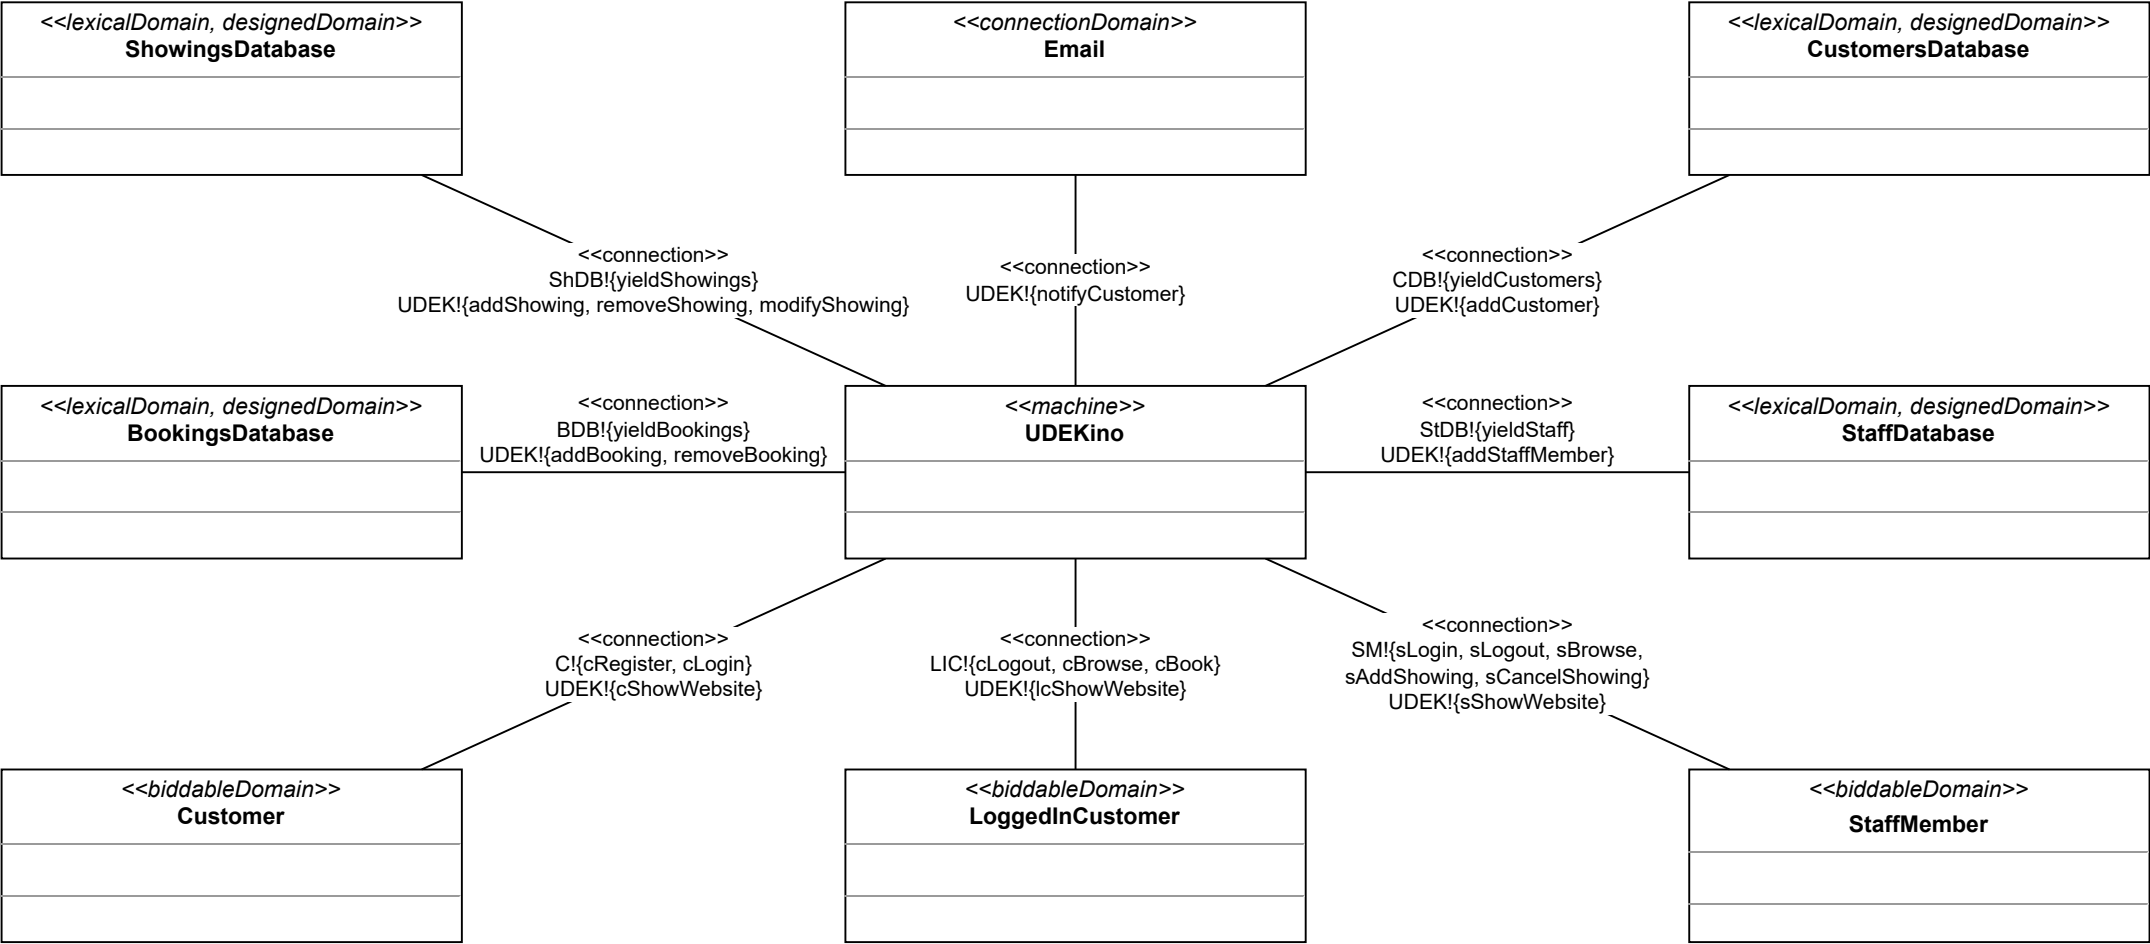 <<lexicalDomain, designedDomain>>
ShowingsDatabase
<<connectionDomain>>
Email
<<lexicalDomain, designedDomain>>
CustomersDatabase
<<connection>>
ShDB!{yieldShowings}
UDEK!{addShowing, removeShowing, modifyShowing}
<<connection>>
UDEK!{notifyCustomer}
<<connection>>
CDB!{yieldCustomers}
UDEK!{addCustomer}
<<lexicalDomain, designedDomain>>
BookingsDatabase
<<connection>>
BDB!{yieldBookings}
UDEK!{addBooking, removeBooking}
<<machine>>
UDEKino
<<connection>>
StDB!{yieldStaff}
UDEK!{addStaffMember}
<<lexicalDomain, designedDomain>>
StaffDatabase
<<connection>>
C!{cRegister, cLogin}
UDEK!{cShowWebsite}
<<connection>>
LIC!{cLogout, cBrowse, cBook}
UDEK!{lcShowWebsite}
<<connection>>
SM!{sLogin, sLogout, sBrowse,
sAddShowing, sCancelShowing}
UDEK!{sShowWebsite}
<<biddableDomain>>
Customer
<<biddableDomain>>
LoggedInCustomer
<<biddableDomain>>
StaffMember